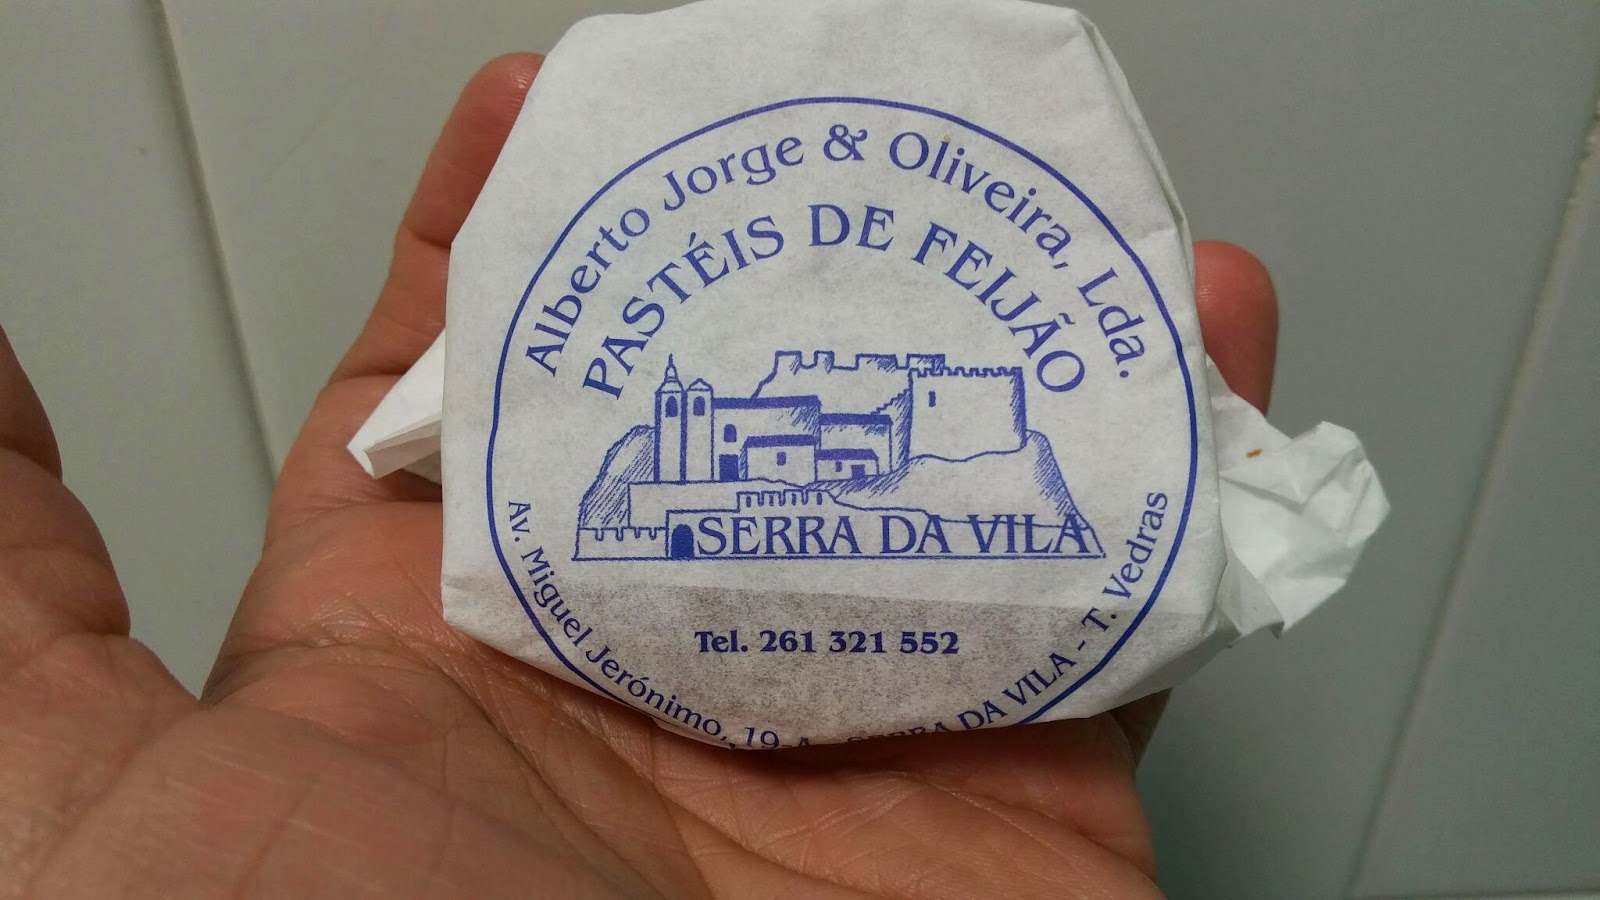 Alberto Jorge & Oliveira, Lda.
PASTÉIS DE FEIJÃO
SERRA DA VILA
Tel. 261 321 552
Av. Miguel Jerónimo, 19-A - SERRA DA VILA - T. Vedras